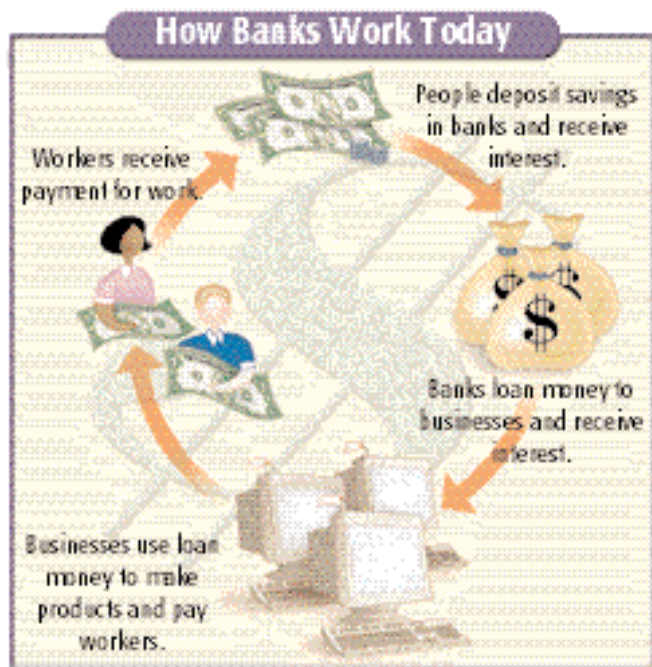 How Banks Work Today
People deposit savings
in banks and receive
interest.
Workers receive
payment for work.
Banks loan money to
businesses and receive
interest.
Businesses use loan
money to make
products and pay
workers.